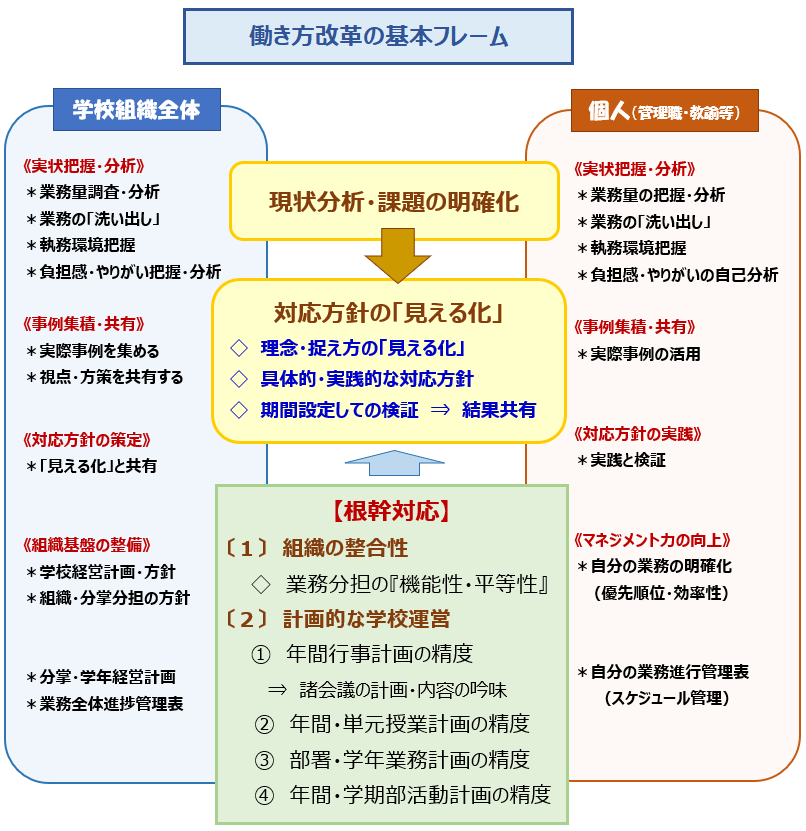 働き方改革の基本フレーム
学校組織全体
《実状把握・分析》
＊業務量調査・分析
＊業務の「洗い出し」
＊執務環境把握
＊負担感・やりがい把握・分析
《事例集積・共有》
＊実際事例を集める
＊視点・方策を共有する
《対応方針の策定》
＊「見える化」と共有
《組織基盤の整備》
＊学校経営計画・方針
＊組織・分掌分担の方針
＊分掌・学年経営計画
＊業務全体進捗管理表
現状分析・課題の明確化
対応方針の「見える化」
◇ 理念・捉え方の「見える化」
◇ 具体的・実践的な対応方針
◇ 期間設定しての検証 ⇒ 結果共有
【根幹対応】
〔１〕 組織の整合性
◇ 業務分担の『機能性・平等性』
〔２〕 計画的な学校運営
① 年間行事計画の精度
⇒ 諸会議の計画・内容の吟味
② 年間・単元授業計画の精度
③ 部署・学年業務計画の精度
④ 年間・学期部活動計画の精度
個人（管理職・教諭等）
《実状把握・分析》
＊業務量の把握・分析
＊業務の「洗い出し」
＊執務環境把握
＊負担感・やりがいの自己分析
《事例集積・共有》
＊実際事例の活用
《対応方針の実践》
＊実践と検証
《マネジメント力の向上》
＊自分の業務の明確化
（優先順位・効率性）
＊自分の業務進行管理表
（スケジュール管理）